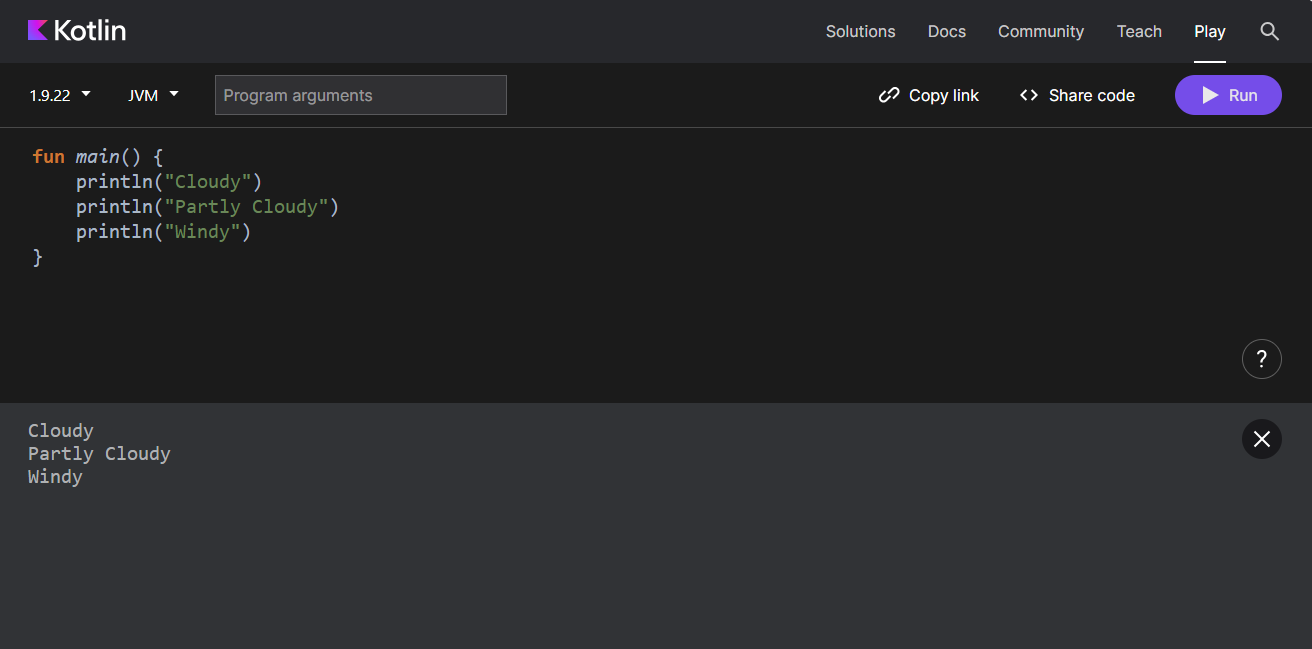 Kotlin Solutions Docs Community Teach Play
1.9.22 JVM Program arguments Copy link <> Share code Run
fun main() {
    println("Cloudy")
    println("Partly Cloudy")
    println("Windy")
}
?
Cloudy
Partly Cloudy
Windy